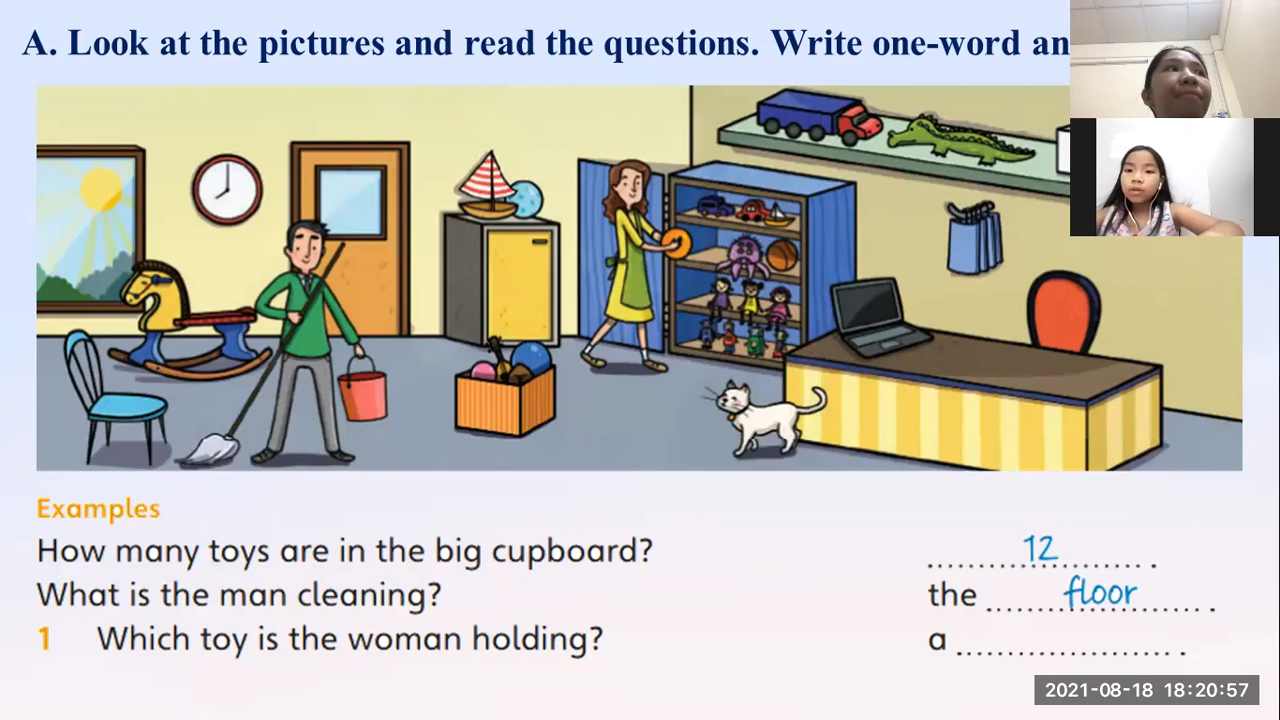 A. Look at the pictures and read the questions. Write one-word an
Examples
How many toys are in the big cupboard? 12 .
What is the man cleaning? the floor .
1 Which toy is the woman holding? a .
2021-08-18 18:20:57